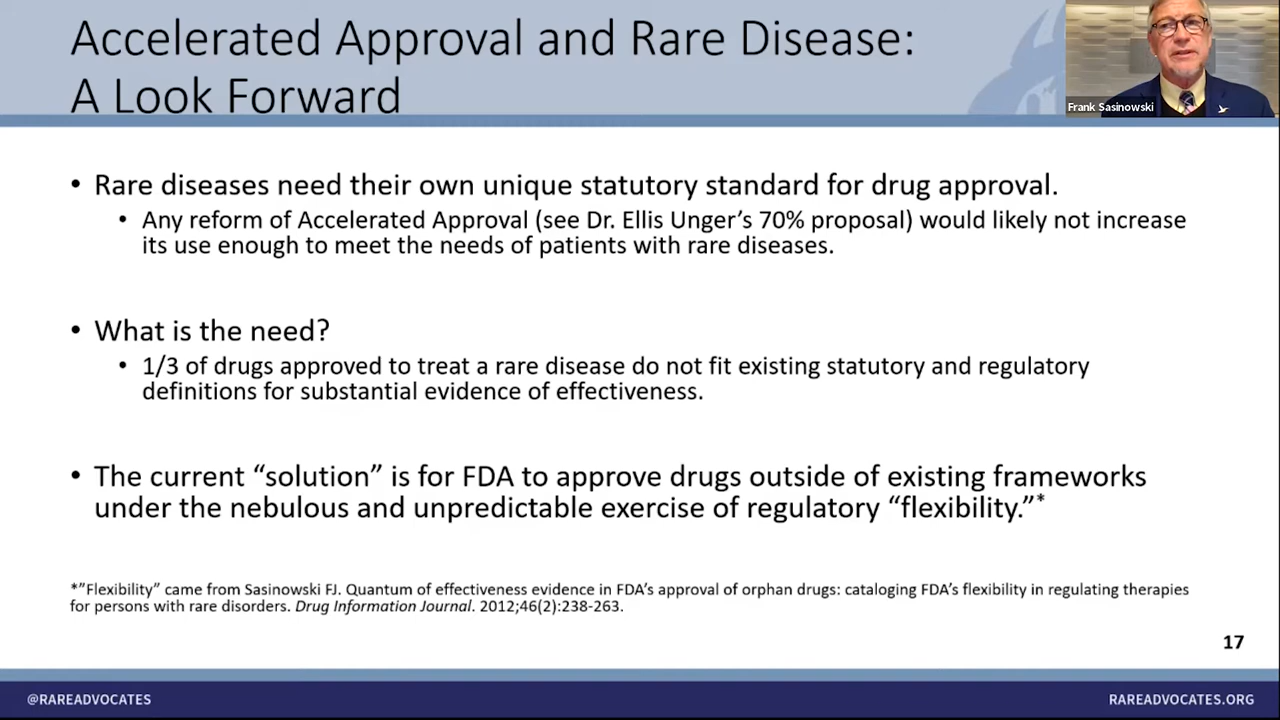 Accelerated Approval and Rare Disease:
A Look Forward
Frank Sasinowski
• Rare diseases need their own unique statutory standard for drug approval.
• Any reform of Accelerated Approval (see Dr. Ellis Unger’s 70% proposal) would likely not increase
its use enough to meet the needs of patients with rare diseases.
• What is the need?
• 1/3 of drugs approved to treat a rare disease do not fit existing statutory and regulatory
definitions for substantial evidence of effectiveness.
• The current “solution” is for FDA to approve drugs outside of existing frameworks
under the nebulous and unpredictable exercise of regulatory “flexibility.”*
*”Flexibility” came from Sasinowski FJ. Quantum of effectiveness evidence in FDA’s approval of orphan drugs: cataloging FDA’s flexibility in regulating therapies
for persons with rare disorders. Drug Information Journal. 2012;46(2):238-263.
17
@RAREADVOCATES
RAREADVOCATES.ORG